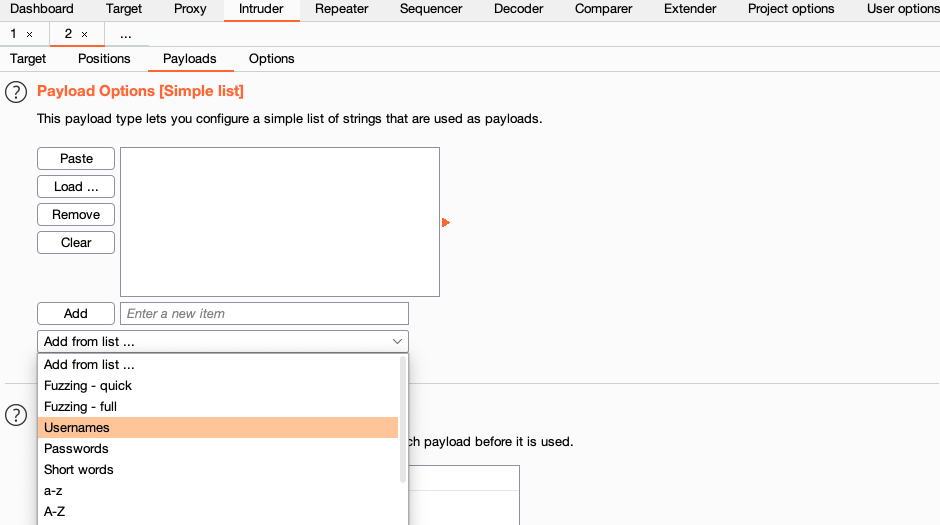 Dashboard Target Proxy Intruder Repeater Sequencer Decoder Comparer Extender Project options User options
1 × 2 × ...
Target Positions Payloads Options
? Payload Options [Simple list]
This payload type lets you configure a simple list of strings that are used as payloads.
Paste
Load ...
Remove
Clear
Add Enter a new item
Add from list ...
Add from list ...
Fuzzing - quick
Fuzzing - full
?
Usernames
ch payload before it is used.
Passwords
Short words
a-z
A-Z